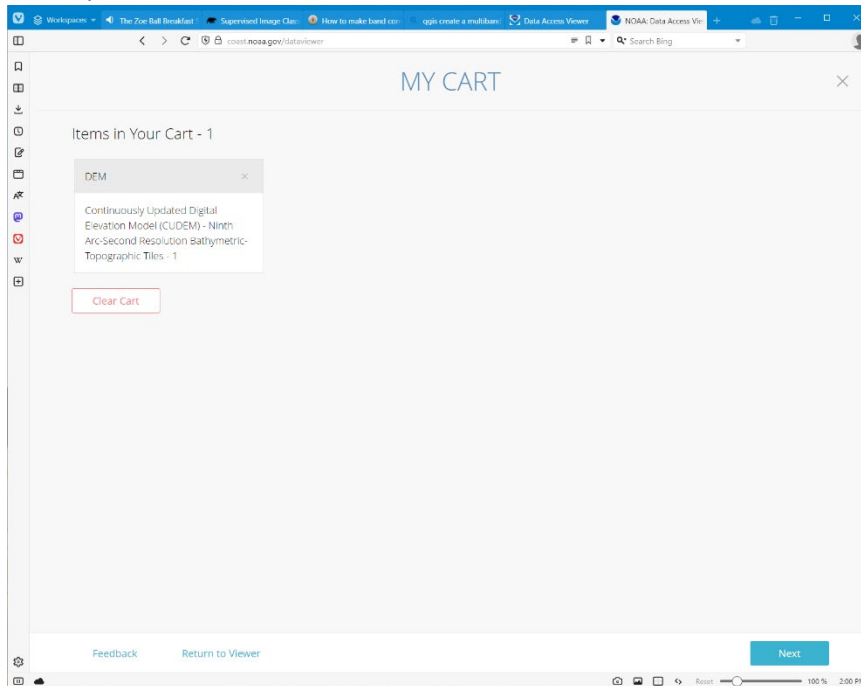 Workspaces
The Zoe Ball Breakfast
Supervised Image Clas
How to make band co
qgis create a multiband
Data Access Viewer
NOAA: Data Access Vie
coast.noaa.gov/dataviewer
Search Bing
MY CART
Items in Your Cart - 1
DEM
Continuously Updated Digital
Elevation Model (CUDEM) - Ninth
Arc-Second Resolution Bathymetric-
Topographic Tiles - 1
Clear Cart
Feedback
Return to Viewer
Next
Reset
100 %
2:00 P